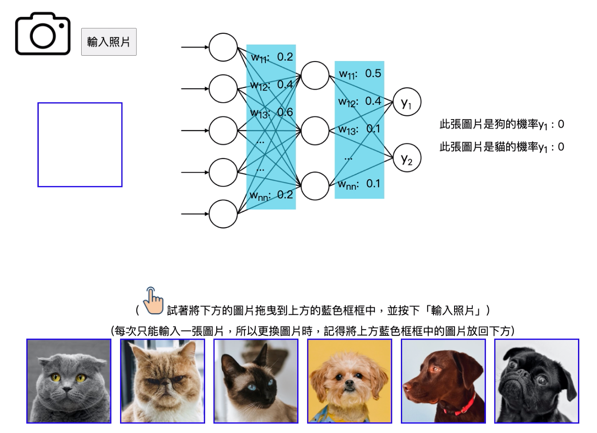 輸入照片
w11: 0.2
w12: 0.4
w13: 0.6
...
...
wnn: 0.2
w11: 0.5
w12: 0.4
w13: 0.1
...
wnn: 0.1
y1
y2
此張圖片是狗的機率y1 : 0
此張圖片是貓的機率y1 : 0
( 試著將下方的圖片拖曳到上方的藍色框框中，並按下「輸入照片」)
(每次只能輸入一張圖片，所以更換圖片時，記得將上方藍色框框中的圖片放回下方)